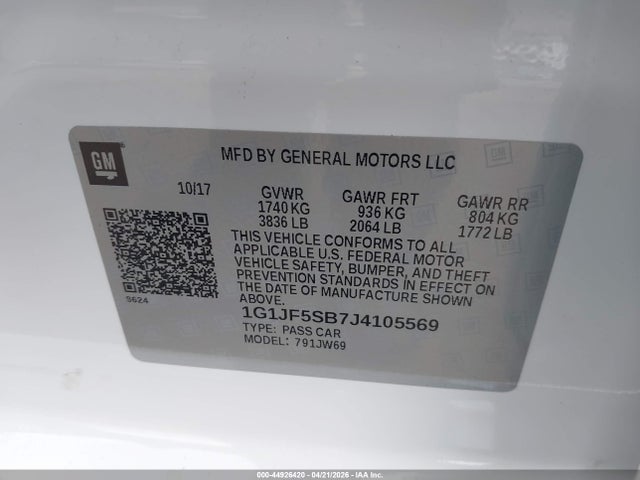 GM
MFD BY GENERAL MOTORS LLC
10/17
GVWR
1740 KG
3836 LB
GAWR FRT
936 KG
2064 LB
GAWR RR
804 KG
1772 LB
THIS VEHICLE CONFORMS TO ALL
APPLICABLE U.S. FEDERAL MOTOR
VEHICLE SAFETY, BUMPER, AND THEFT
PREVENTION STANDARDS IN EFFECT ON
THE DATE OF MANUFACTURE SHOWN
ABOVE.
3624
1G1JF5SB7J4105569
TYPE: PASS CAR
MODEL: 791JW69
000-44926420 - 04/21/2026 - IAA Inc.